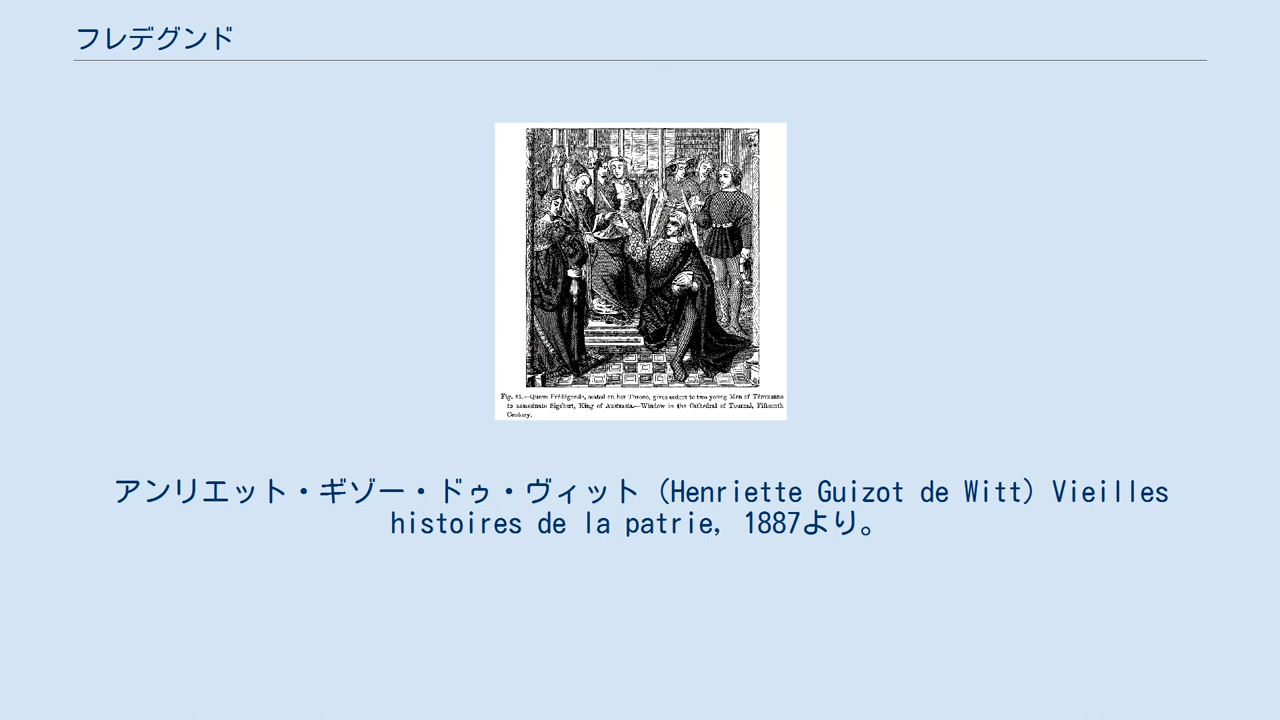 フレデグンド
Fig. 43.—Queen Frédégonde, seated on her Throne, gives orders to two young Men of Térouanne
to assassinate Sigebert, King of Austrasia.—Window in the Cathedral of Tournai, Fifteenth
Century.
アンリエット・ギゾー・ドゥ・ヴィット (Henriette Guizot de Witt) Vieilles
histoires de la patrie, 1887より。